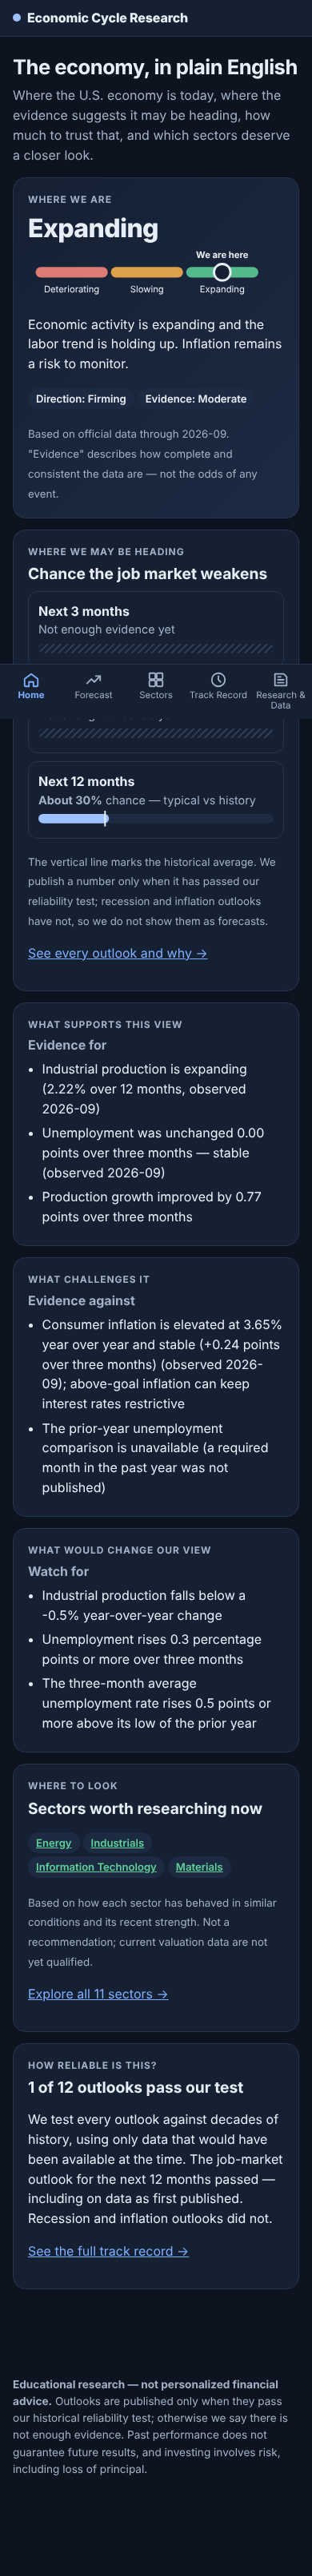 Economic Cycle Research
The economy, in plain English
Where the U.S. economy is today, where the
evidence suggests it may be heading, how
much to trust that, and which sectors deserve
a closer look.
WHERE WE ARE
Expanding
We are here
Deteriorating
Slowing
Expanding
Economic activity is expanding and the
labor trend is holding up. Inflation remains
a risk to monitor.
Direction: Firming
Evidence: Moderate
Based on official data through 2026-09.
"Evidence" describes how complete and
consistent the data are — not the odds of any
event.
WHERE WE MAY BE HEADING
Chance the job market weakens
Next 3 months
Not enough evidence yet
Home
Forecast
Sectors
Track Record
Research &
Data
Next 12 months
About 30% chance — typical vs history
The vertical line marks the historical average. We
publish a number only when it has passed our
reliability test; recession and inflation outlooks
have not, so we do not show them as forecasts.
See every outlook and why →
WHAT SUPPORTS THIS VIEW
Evidence for
• Industrial production is expanding
(2.22% over 12 months, observed
2026-09)
• Unemployment was unchanged 0.00
points over three months — stable
(observed 2026-09)
• Production growth improved by 0.77
points over three months
WHAT CHALLENGES IT
Evidence against
• Consumer inflation is elevated at 3.65%
year over year and stable (+0.24 points
over three months) (observed 2026-
09); above-goal inflation can keep
interest rates restrictive
• The prior-year unemployment
comparison is unavailable (a required
month in the past year was not
published)
WHAT WOULD CHANGE OUR VIEW
Watch for
• Industrial production falls below a
-0.5% year-over-year change
• Unemployment rises 0.3 percentage
points or more over three months
• The three-month average
unemployment rate rises 0.5 points or
more above its low of the prior year
WHERE TO LOOK
Sectors worth researching now
Energy
Industrials
Information Technology
Materials
Based on how each sector has behaved in similar
conditions and its recent strength. Not a
recommendation; current valuation data are not
yet qualified.
Explore all 11 sectors →
HOW RELIABLE IS THIS?
1 of 12 outlooks pass our test
We test every outlook against decades of
history, using only data that would have
been available at the time. The job-market
outlook for the next 12 months passed —
including on data as first published.
Recession and inflation outlooks did not.
See the full track record →
Educational research — not personalized financial
advice. Outlooks are published only when they pass
our historical reliability test; otherwise we say there is
not enough evidence. Past performance does not
guarantee future results, and investing involves risk,
including loss of principal.